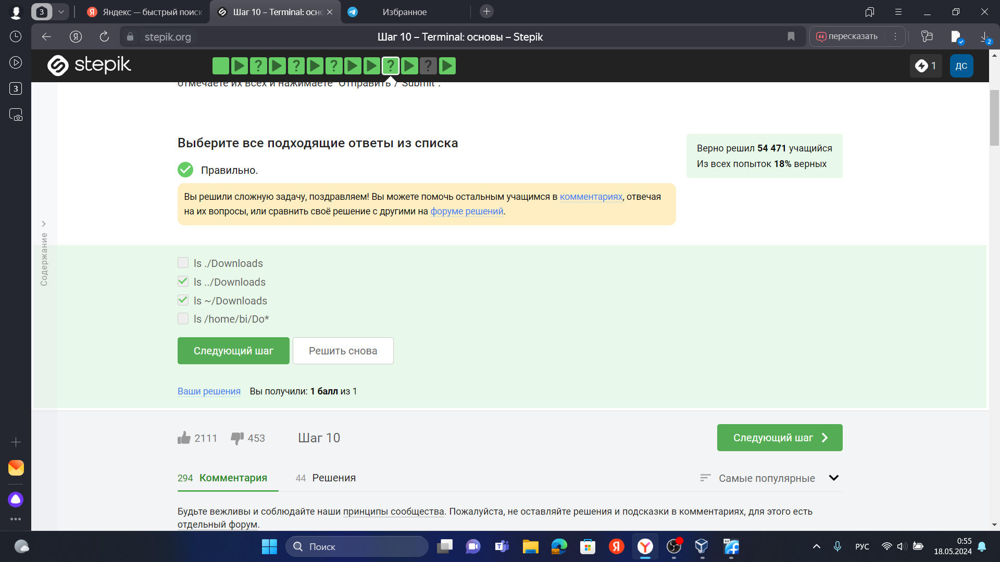 3
Яндекс — быстрый поиск
Шаг 10 – Terminal: осно
Избранное
stepik.org
Шаг 10 – Terminal: основы – Stepik
пересказать
2
stepik
1
ДС
3
отмечаете их всех и нажимаете "Отправить / Submit".
Выберите все подходящие ответы из списка
Верно решил 54 471 учащийся
Из всех попыток 18% верных
Правильно.
Вы решили сложную задачу, поздравляем! Вы можете помочь остальным учащимся в комментариях, отвечая
на их вопросы, или сравнить своё решение с другими на форуме решений.
Содержание
ls ./Downloads
ls ../Downloads
ls ~/Downloads
ls /home/bi/Do*
Следующий шаг
Решить снова
Ваши решения Вы получили: 1 балл из 1
2111
453
Шаг 10
Следующий шаг
294 Комментария
44 Решения
Самые популярные
Будьте вежливы и соблюдайте наши принципы сообщества. Пожалуйста, не оставляйте решения и подсказки в комментариях, для этого есть
отдельный форум.
Поиск
64
РУС
0:55
18.05.2024